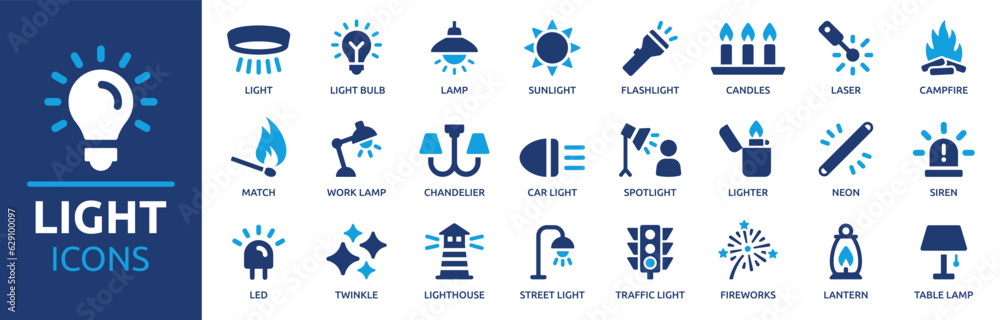 LIGHT
ICONS
LIGHT LIGHT BULB LAMP SUNLIGHT FLASHLIGHT CANDLES LASER CAMPFIRE
MATCH WORK LAMP CHANDELIER CAR LIGHT SPOTLIGHT LIGHTER NEON SIREN
LED TWINKLE LIGHTHOUSE STREET LIGHT TRAFFIC LIGHT FIREWORKS LANTERN TABLE LAMP
Adobe Stock | #629100097